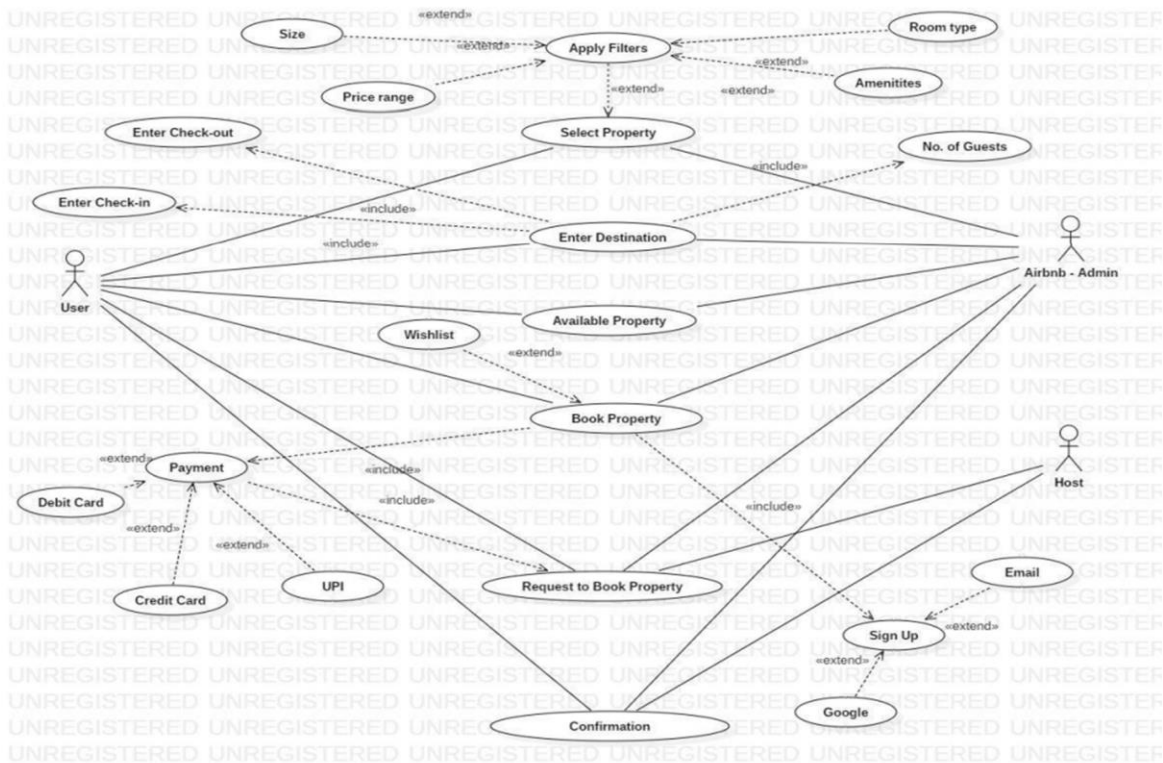 «extend»
Size
Room type
«extend»
Apply Filters
«extend»
Amenitites
«extend»
«extend»
Price range
Enter Check-out
Select Property
No. of Guests
«include»
Enter Check-in
«include»
Enter Destination
«include»
Airbnb - Admin
User
Available Property
Wishlist
«extend»
Book Property
«extend»
Payment
«include»
Host
Debit Card
«include»
«include»
«extend»
«extend»
Email
UPI
Request to Book Property
Credit Card
«extend»
Sign Up
«extend»
Google
Confirmation
UNREGISTERED